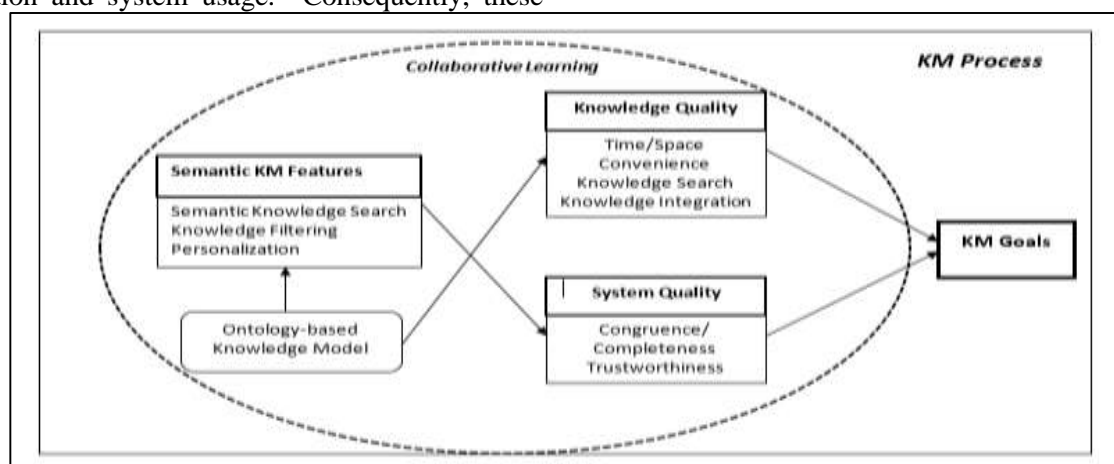 tion and system usage. Consequently, these
KM Process
Collaborative Learning
Semantic KM Features
Semantic Knowledge Search
Knowledge Filtering
Personalization
Ontology-based
Knowledge Model
Knowledge Quality
Time/Space
Convenience
Knowledge Search
Knowledge Integration
System Quality
Congruence/
Completeness
Trustworthiness
KM Goals